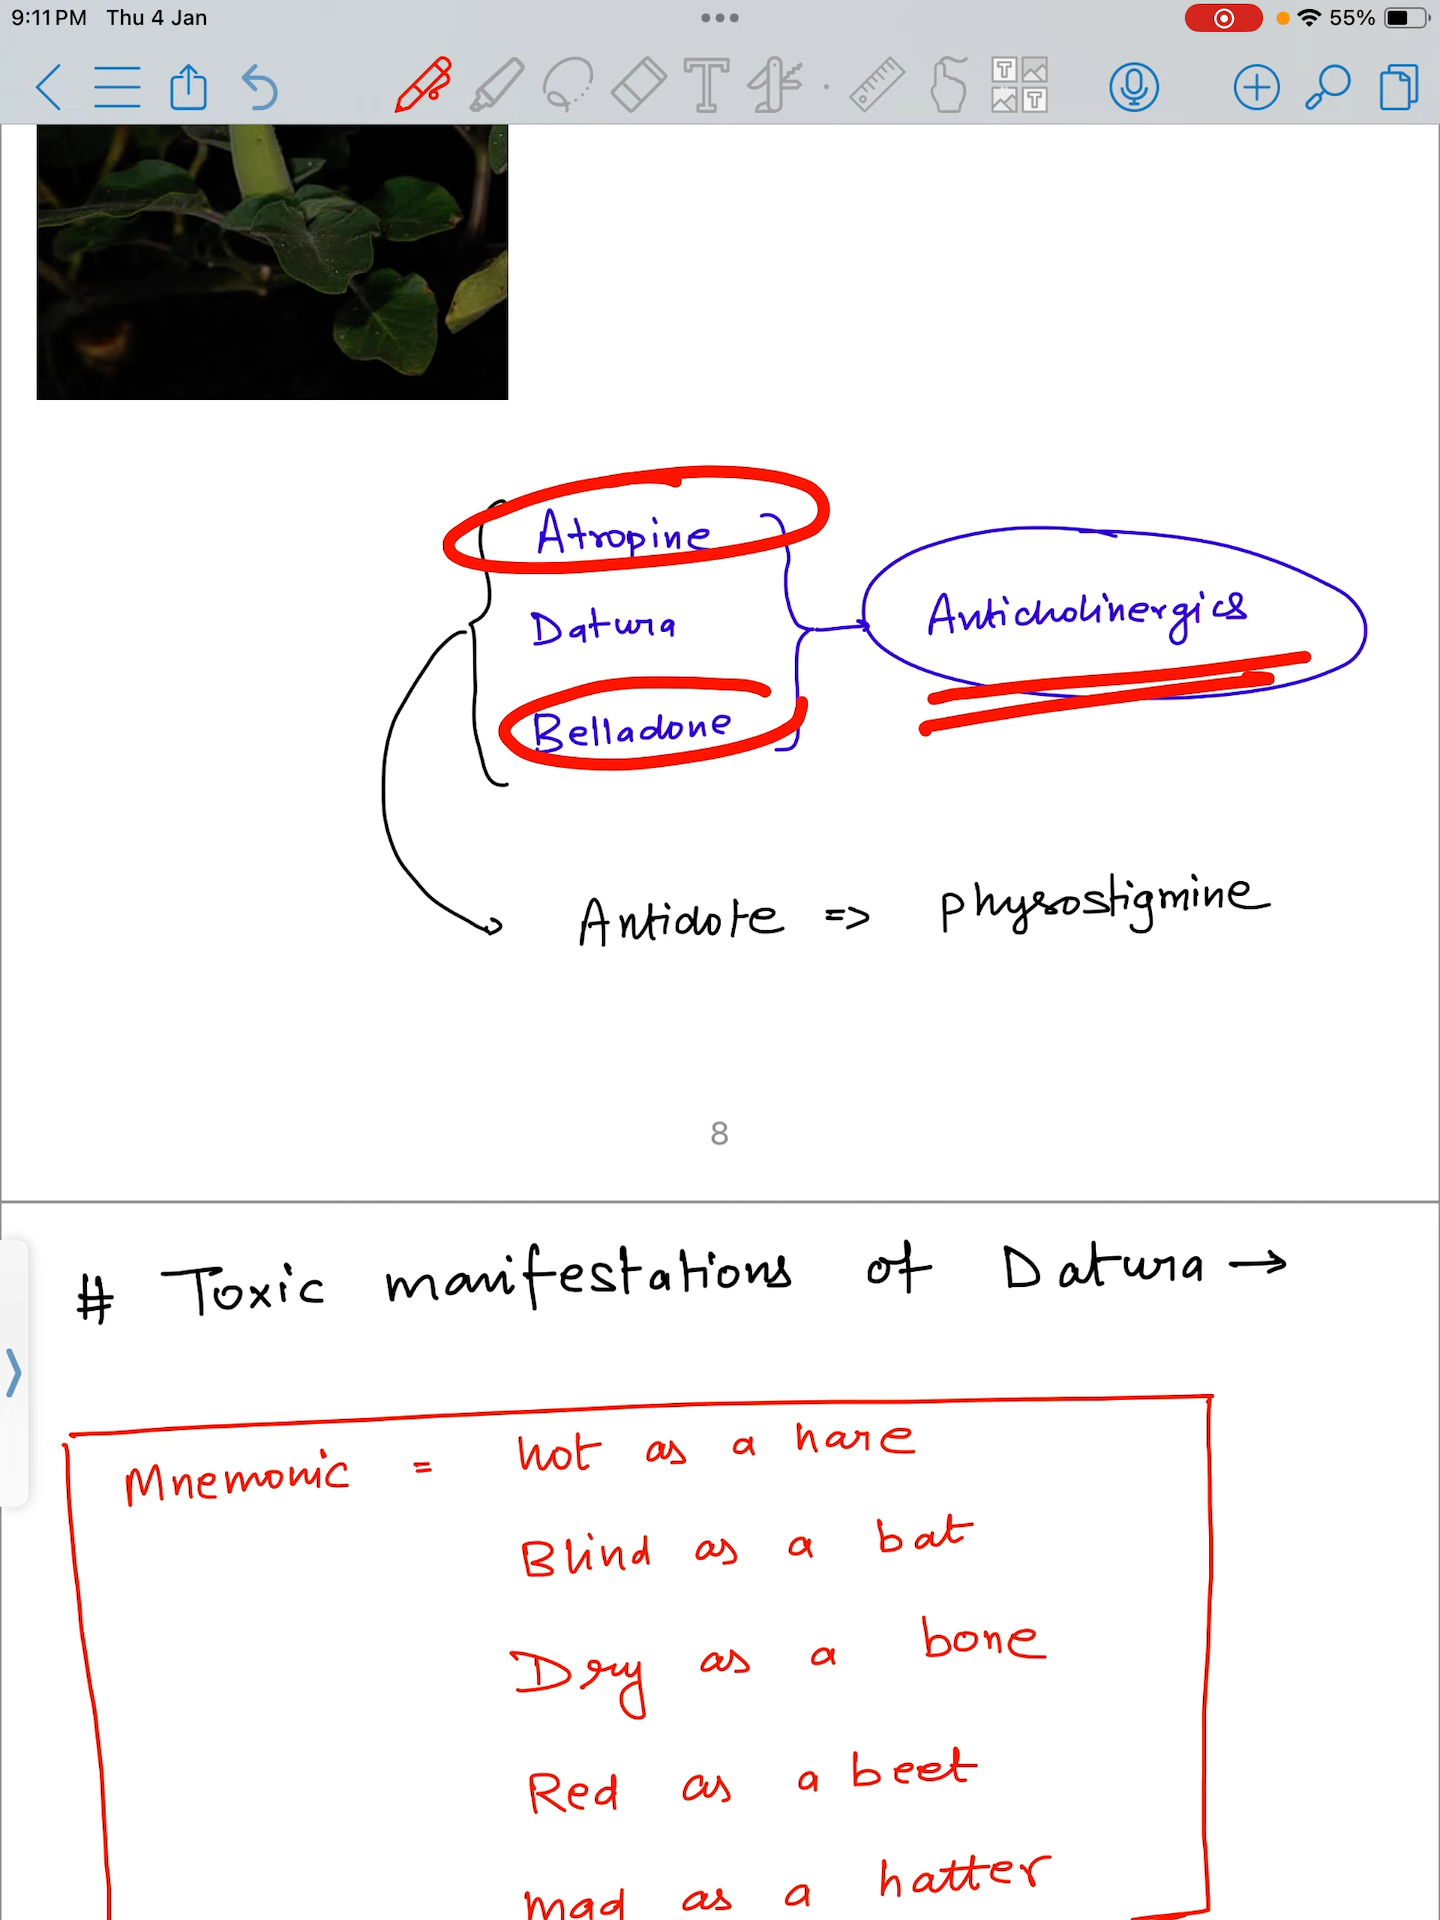 9:11 PM Thu 4 Jan
55%
Atropine
Datura
Belladone
Anticholinergics
Antidote => physostigmine
8
# Toxic manifestations of Datura →
Mnemonic = hot as a hare
Blind as a bat
Dry as a bone
Red as a beet
Mad as a hatter